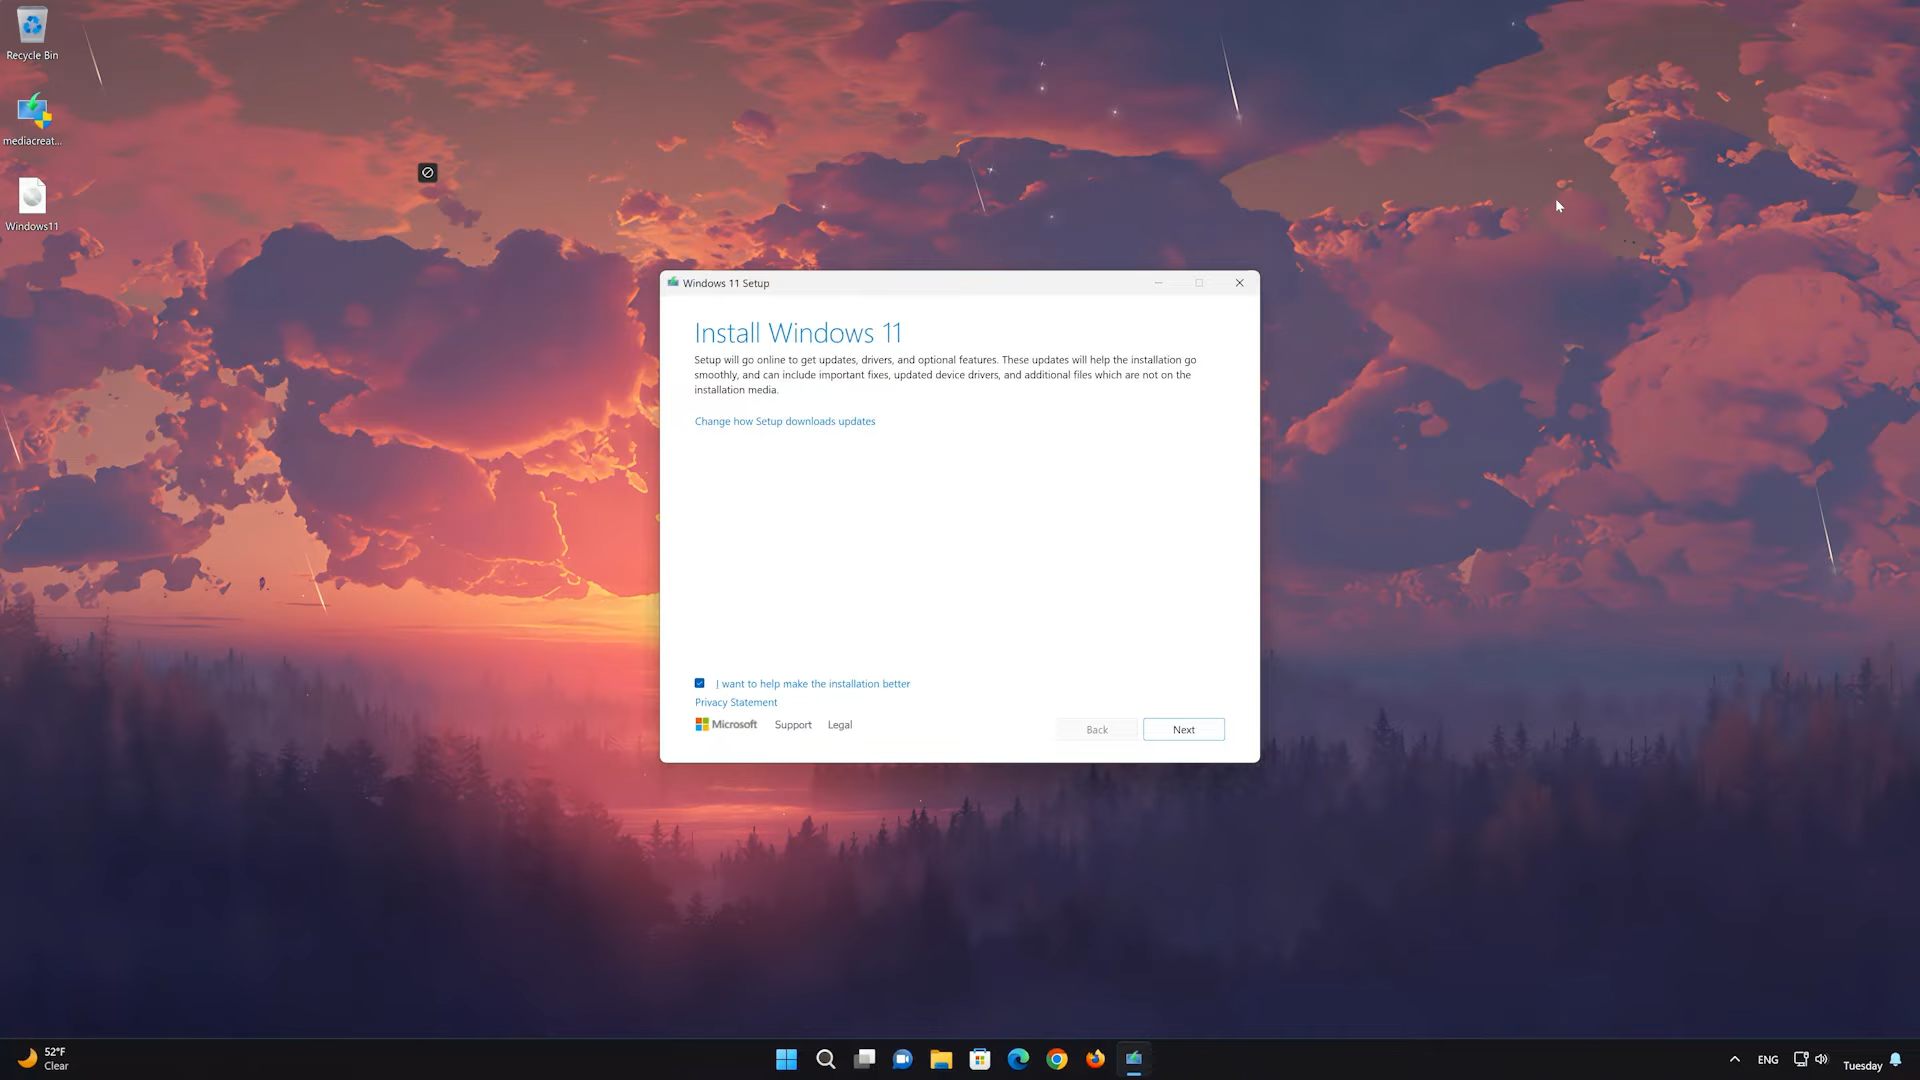 Recycle Bin
mediacreat...
Windows11
Windows 11 Setup
Install Windows 11
Setup will go online to get updates, drivers, and optional features. These updates will help the installation go
smoothly, and can include important fixes, updated device drivers, and additional files which are not on the
installation media.
Change how Setup downloads updates
I want to help make the installation better
Privacy Statement
Microsoft Support Legal
Back Next
52°F
Clear
ENG
Tuesday